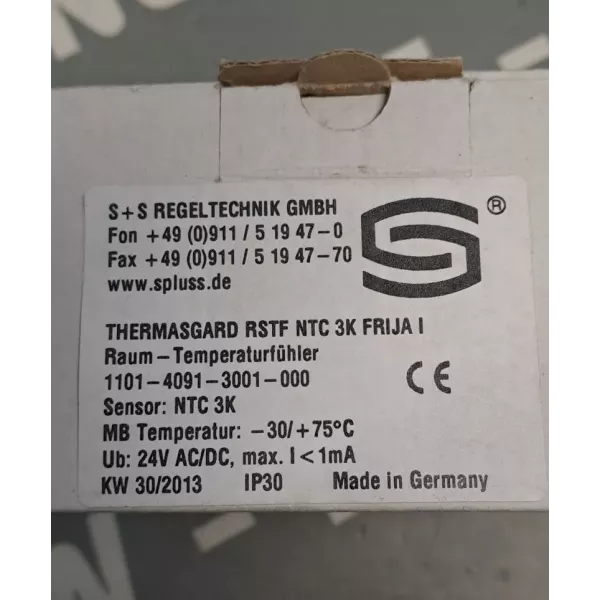 S+S REGELTECHNIK GMBH
Fon +49 (0)911 / 5 19 47-0
Fax +49 (0)911 / 5 19 47-70
www.spluss.de
®
THERMASGARD RSTF NTC 3K FRIJA I
Raum-Temperaturfühler
1101-4091-3001-000
CE
Sensor: NTC 3K
MB Temperatur: -30/+75°C
Ub: 24V AC/DC, max. I<1mA
KW 30/2013 IP30 Made in Germany